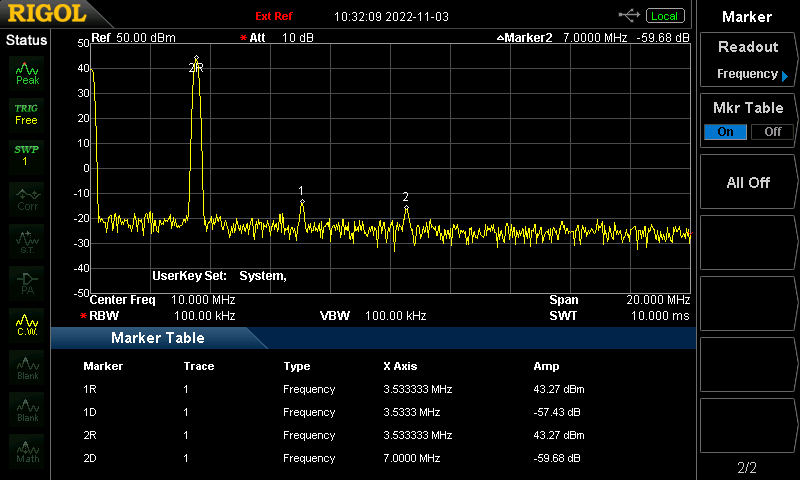 RIGOL Ext Ref 10:32:09 2022-11-03 Local
Status
Ref 50.00 dBm * Att 10 dB Marker2 7.0000 MHz -59.68 dB
50
40
30
20
10
0
-10
-20
-30
-40
-50
2R
1
2
UserKey Set: System,
Center Freq 10.000 MHz Span 20.000 MHz
*RBW 100.00 kHz VBW 100.00 kHz SWT 10.000 ms
Peak
TRIG
Free
SWP
1
Corr
S.T.
PA
C.W.
Blank
Blank
Math
Marker Table
Marker Trace Type X Axis Amp
1R 1 Frequency 3.533333 MHz 43.27 dBm
1D 1 Frequency 3.5333 MHz -57.43 dB
2R 1 Frequency 3.533333 MHz 43.27 dBm
2D 1 Frequency 7.0000 MHz -59.68 dB
Marker
Readout
Frequency
Mkr Table
On Off
All Off
2/2